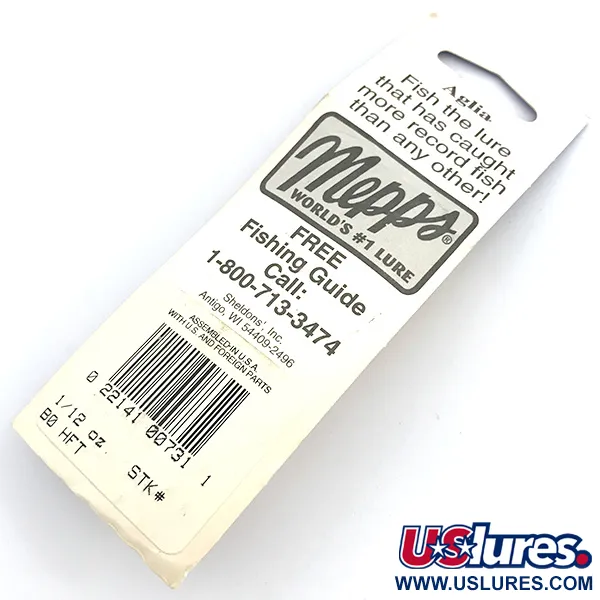 Aglia
Fish the lure
that has caught
more record fish
than any other!
Mepps®
WORLD'S #1 LURE
FREE
Fishing Guide
Call:
1-800-713-3474
Sheldons', Inc.
Antigo, WI 54409-2496
ASSEMBLED IN U.S.A.
WITH U.S. AND FOREIGN PARTS
0 22141 00731 1
1/12 oz.
B0 HFT STK#
USlures.
WWW.USLURES.COM